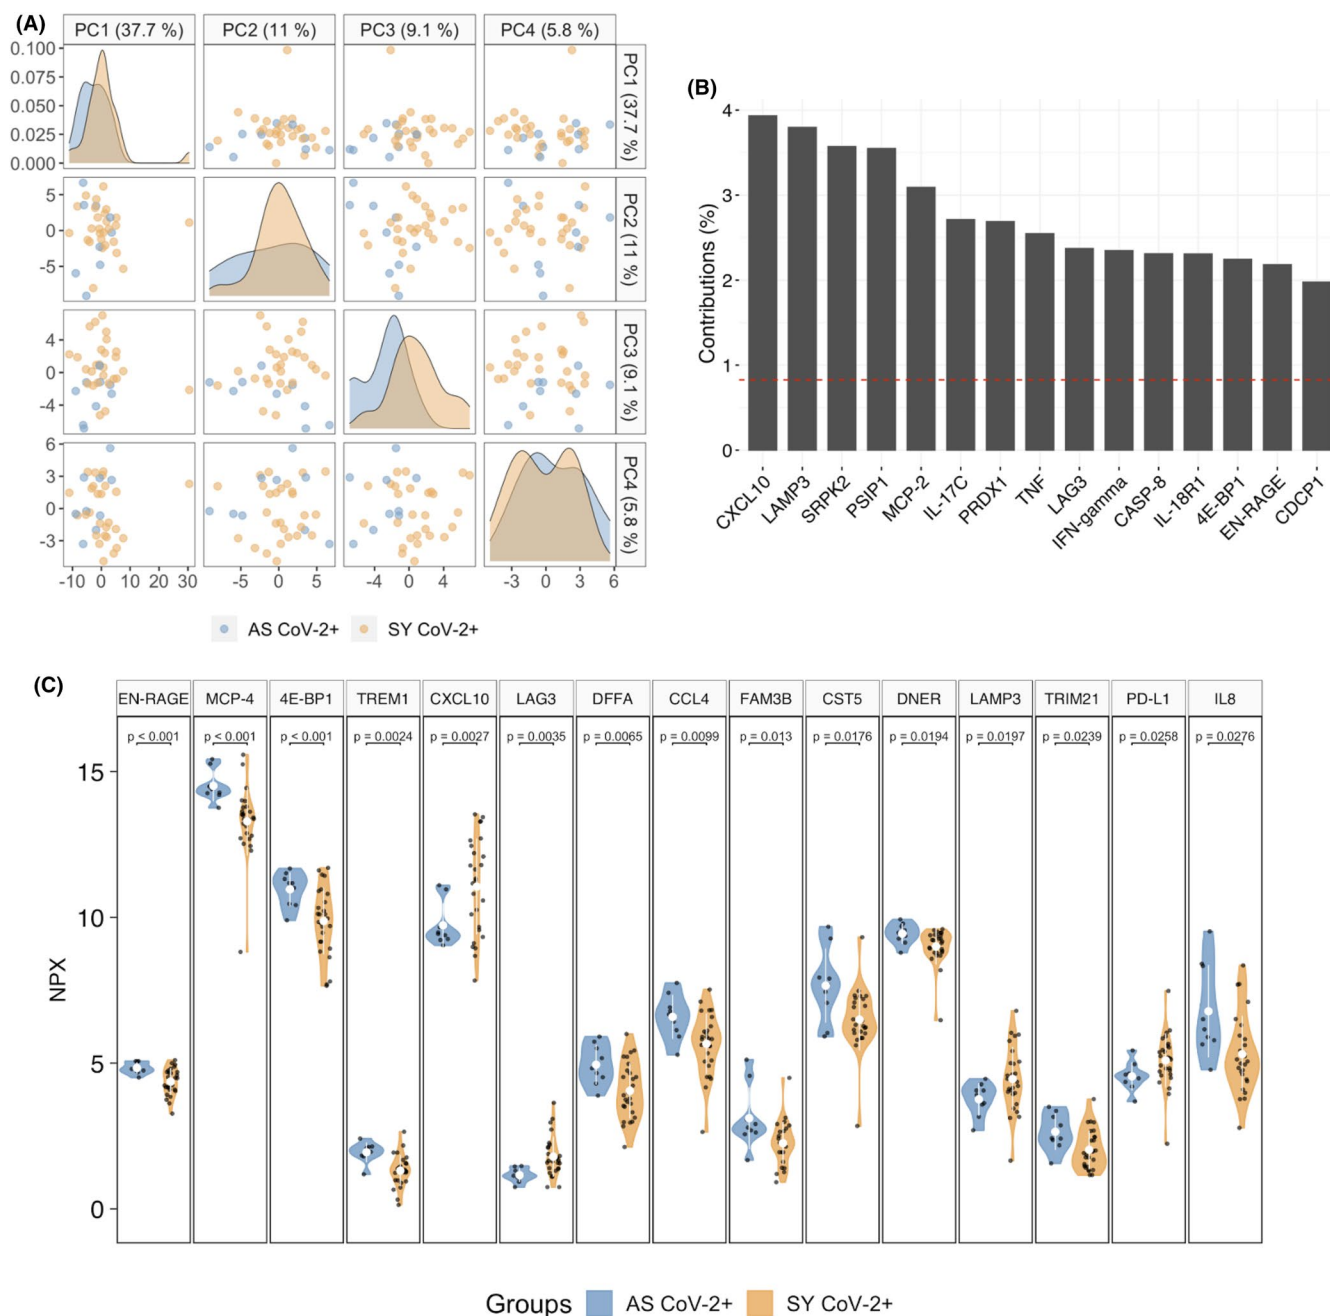 (A)
PC1 (37.7 %) PC2 (11 %) PC3 (9.1 %) PC4 (5.8 %)
0.100
0.075
0.050
0.025
0.000
PC1 (37.7 %)
5
0
-5
PC2 (11 %)
4
0
-4
PC3 (9.1 %)
6
3
0
-3
PC4 (5.8 %)
-10 0 10 20 30 -5 0 5 -4 0 4 -3 0 3 6
AS CoV-2+ SY CoV-2+
(B)
Contributions (%)
4
3
2
1
0
CXCL10 LAMP3 SRPK2 PSIP1 MCP-2 IL-17C PRDX1 TNF LAG3 IFN-gamma CASP-8 IL-18R1 4E-BP1 EN-RAGE CDCP1
(C)
EN-RAGE MCP-4 4E-BP1 TREM1 CXCL10 LAG3 DFFA CCL4 FAM3B CST5 DNER LAMP3 TRIM21 PD-L1 IL8
p < 0.001 p < 0.001 p < 0.001 p = 0.0024 p = 0.0027 p = 0.0035 p = 0.0065 p = 0.0099 p = 0.013 p = 0.0176 p = 0.0194 p = 0.0197 p = 0.0239 p = 0.0258 p = 0.0276
NPX
15
10
5
0
Groups AS CoV-2+ SY CoV-2+